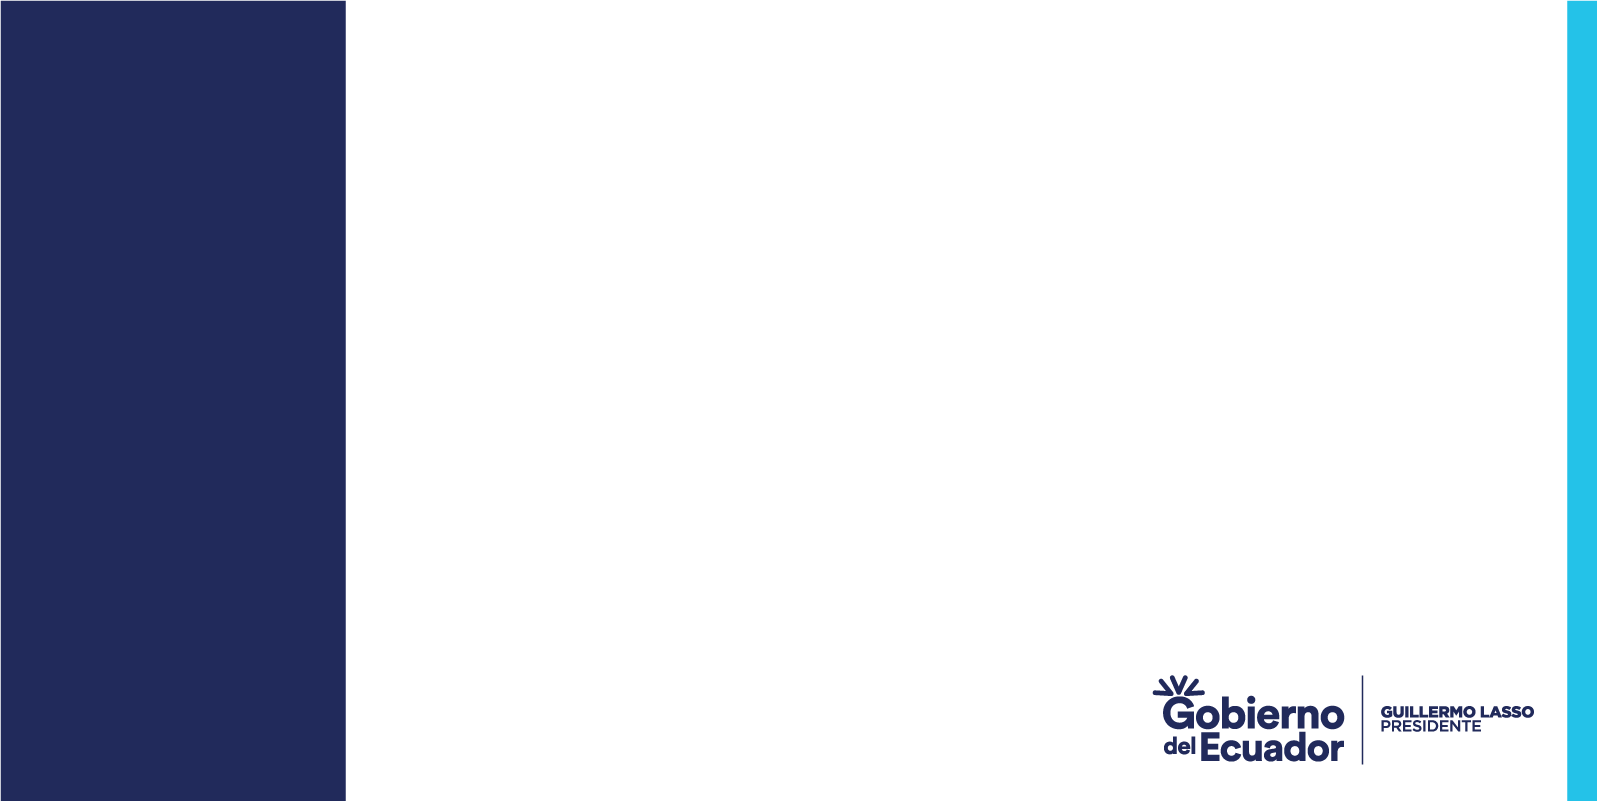 Gobierno
del Ecuador
GUILLERMO LASSO
PRESIDENTE